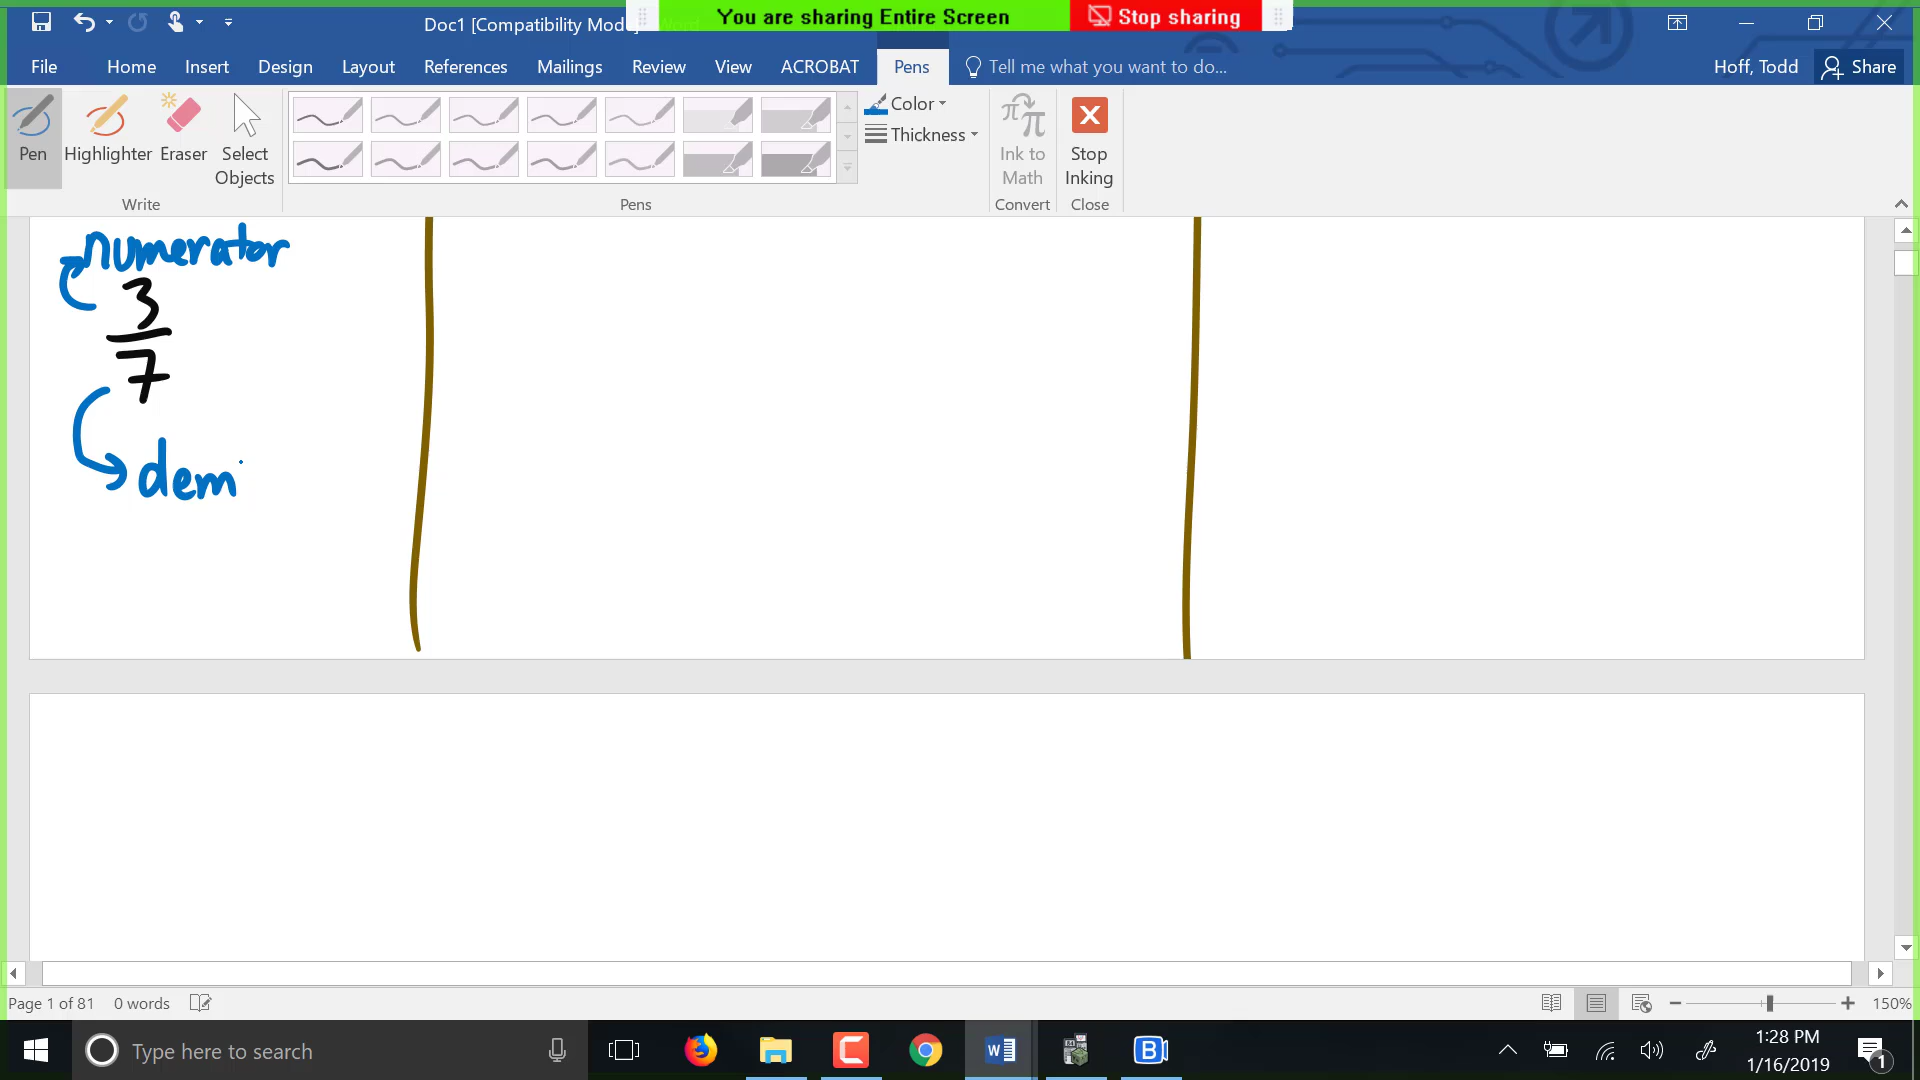 Doc1 [Compatibility Mod
You are sharing Entire Screen
Stop sharing
File Home Insert Design Layout References Mailings Review View ACROBAT Pens Tell me what you want to do... Hoff, Todd Share
Pen Highlighter Eraser Select Objects
Color
Thickness
Ink to Math
Stop Inking
Write Pens Convert Close
numerator
3
7
dem
Page 1 of 81 0 words 150%
Type here to search
1:28 PM
1/16/2019
1